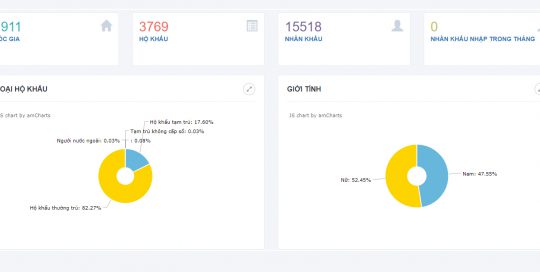 911
3769
15518
0
ÓC GIA
HỘ KHẨU
NHÂN KHẨU
NHÂN KHẨU NHẬP TRONG THÁNG
OẠI HỘ KHẨU
GIỚI TÍNH
S chart by amCharts
JS chart by amCharts
Hộ khẩu tạm trú: 17.60%
Tạm trú không cấp sổ: 0.03%
Người nước ngoài: 0.03%
: 0.08%
Hộ khẩu thường trú: 82.27%
Nam: 47.55%
Nữ: 52.45%